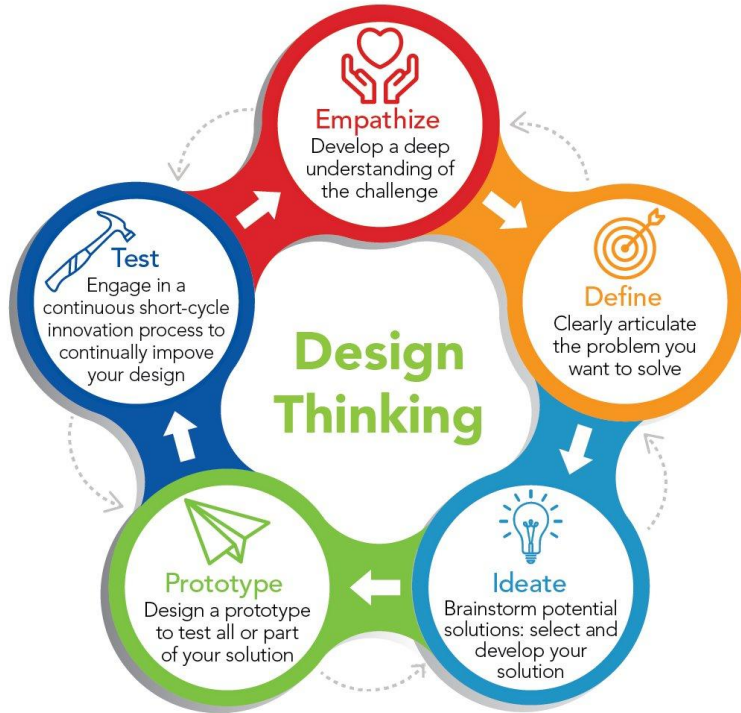 Empathize
Develop a deep
understanding of
the challenge
Define
Clearly articulate
the problem you
want to solve
Ideate
Brainstorm potential
solutions: select and
develop your
solution
Prototype
Design a prototype
to test all or part
of your solution
Test
Engage in a
continuous short-cycle
innovation process to
continually impove
your design
Design
Thinking